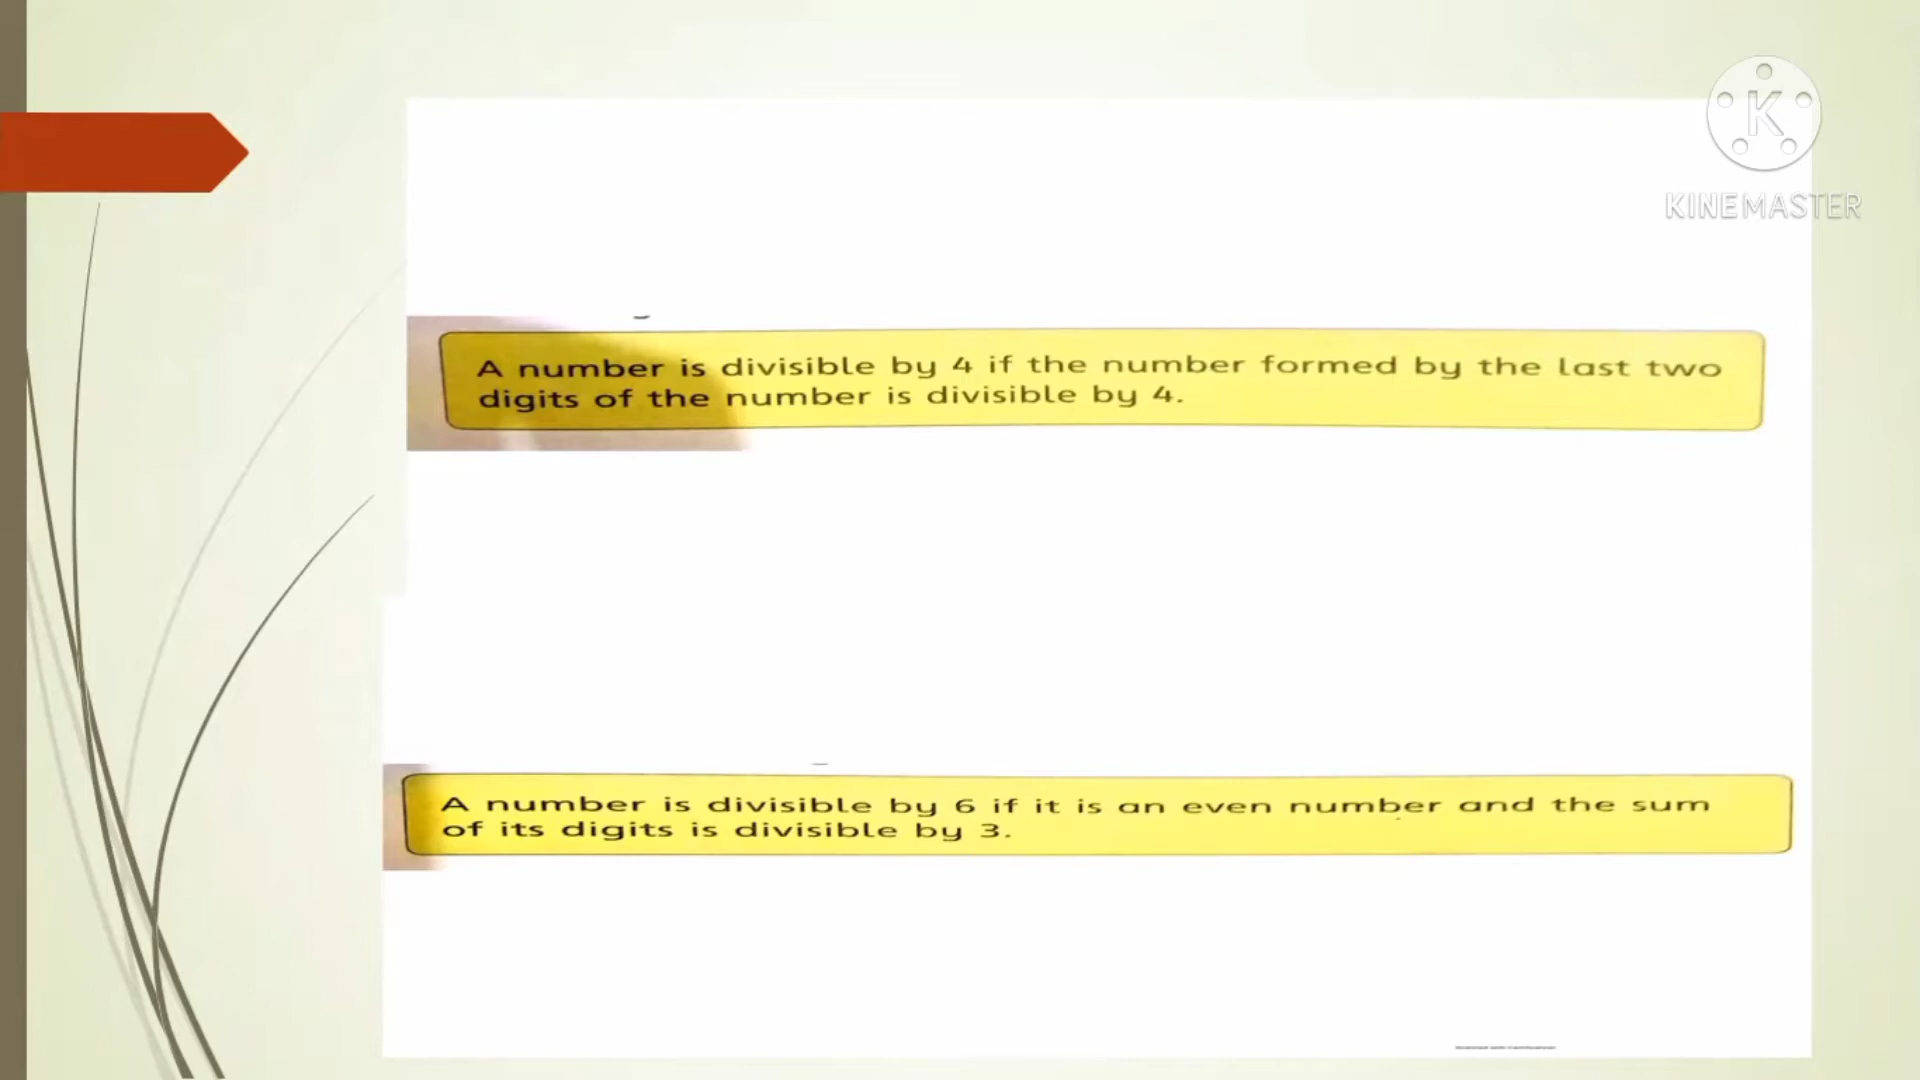 KINEMASTER
A number is divisible by 4 if the number formed by the last two
digits of the number is divisible by 4.
A number is divisible by 6 if it is an even number and the sum
of its digits is divisible by 3.